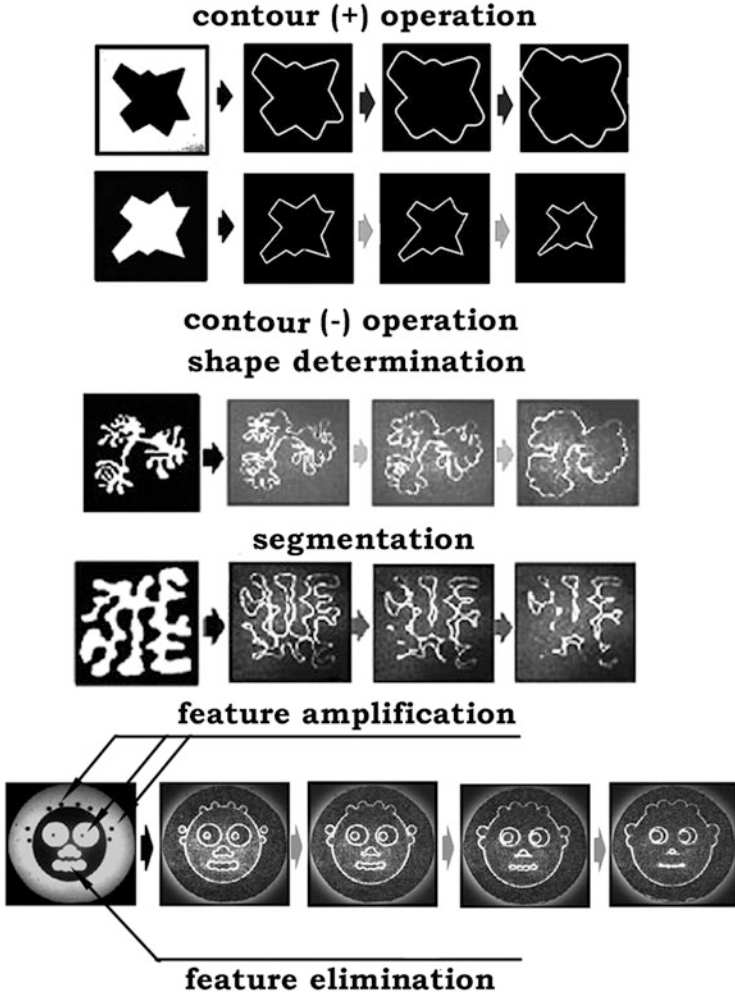 contour (+) operation
contour (-) operation
shape determination
segmentation
feature amplification
feature elimination